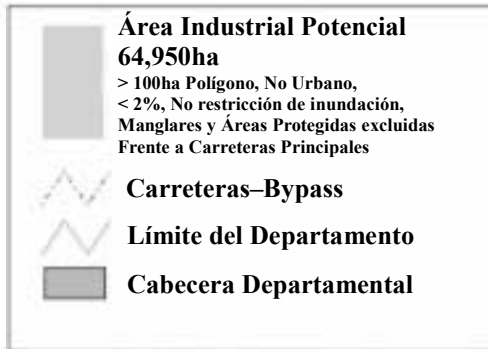 Área Industrial Potencial
64,950ha
> 100ha Polígono, No Urbano,
< 2%, No restricción de inundación,
Manglares y Áreas Protegidas excluidas
Frente a Carreteras Principales
Carreteras–Bypass
Límite del Departamento
Cabecera Departamental